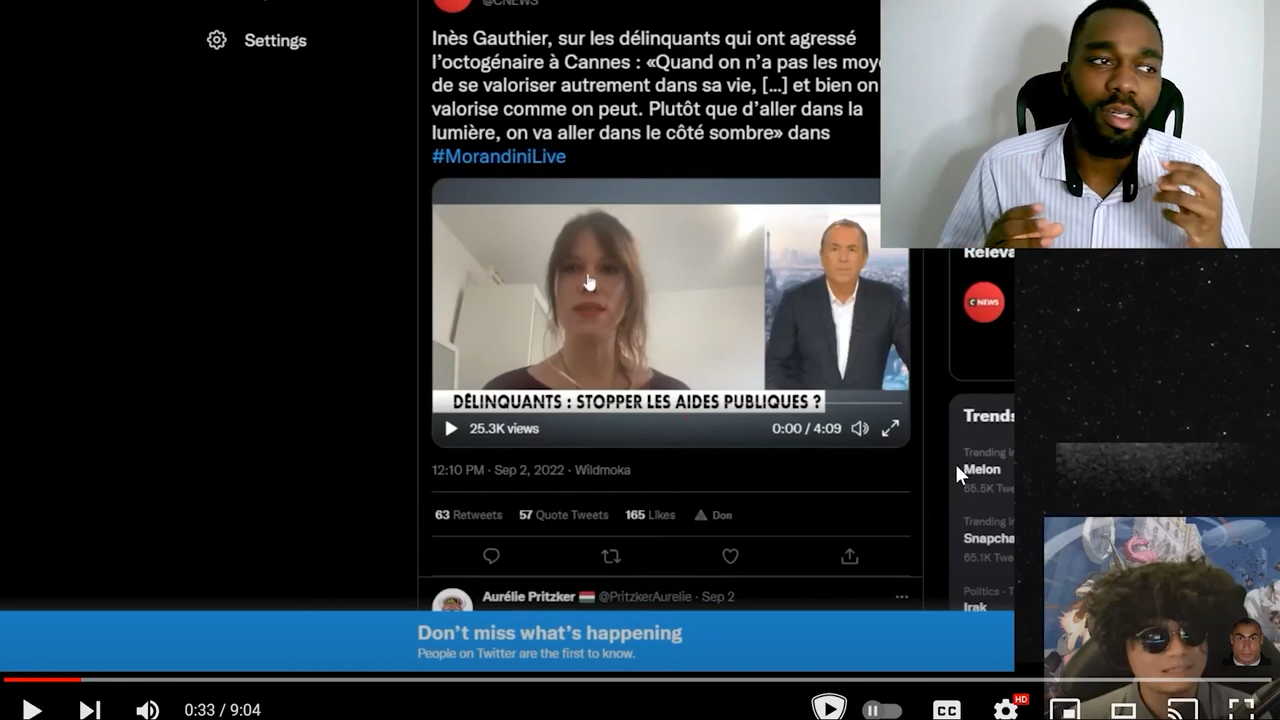 @CNEWS
Settings
Inès Gauthier, sur les délinquants qui ont agressé
l'octogénaire à Cannes : «Quand on n'a pas les moy
de se valoriser autrement dans sa vie, [...] et bien on
valorise comme on peut. Plutôt que d'aller dans la
lumière, on va aller dans le côté sombre» dans
#MorandiniLive
DÉLINQUANTS : STOPPER LES AIDES PUBLIQUES ?
25.3K views
0:00 / 4:09
12:10 PM · Sep 2, 2022 · Wildmoka
63 Retweets 57 Quote Tweets 165 Likes Don
Aurélie Pritzker @PritzkerAurelie · Sep 2
Releva
CNEWS
Trends
Trending in
Melon
65.5K Twe
Trending in
Snapcha
65.1K Twe
Politics · T
Irak
Don't miss what's happening
People on Twitter are the first to know.
0:33 / 9:04
CC
HD